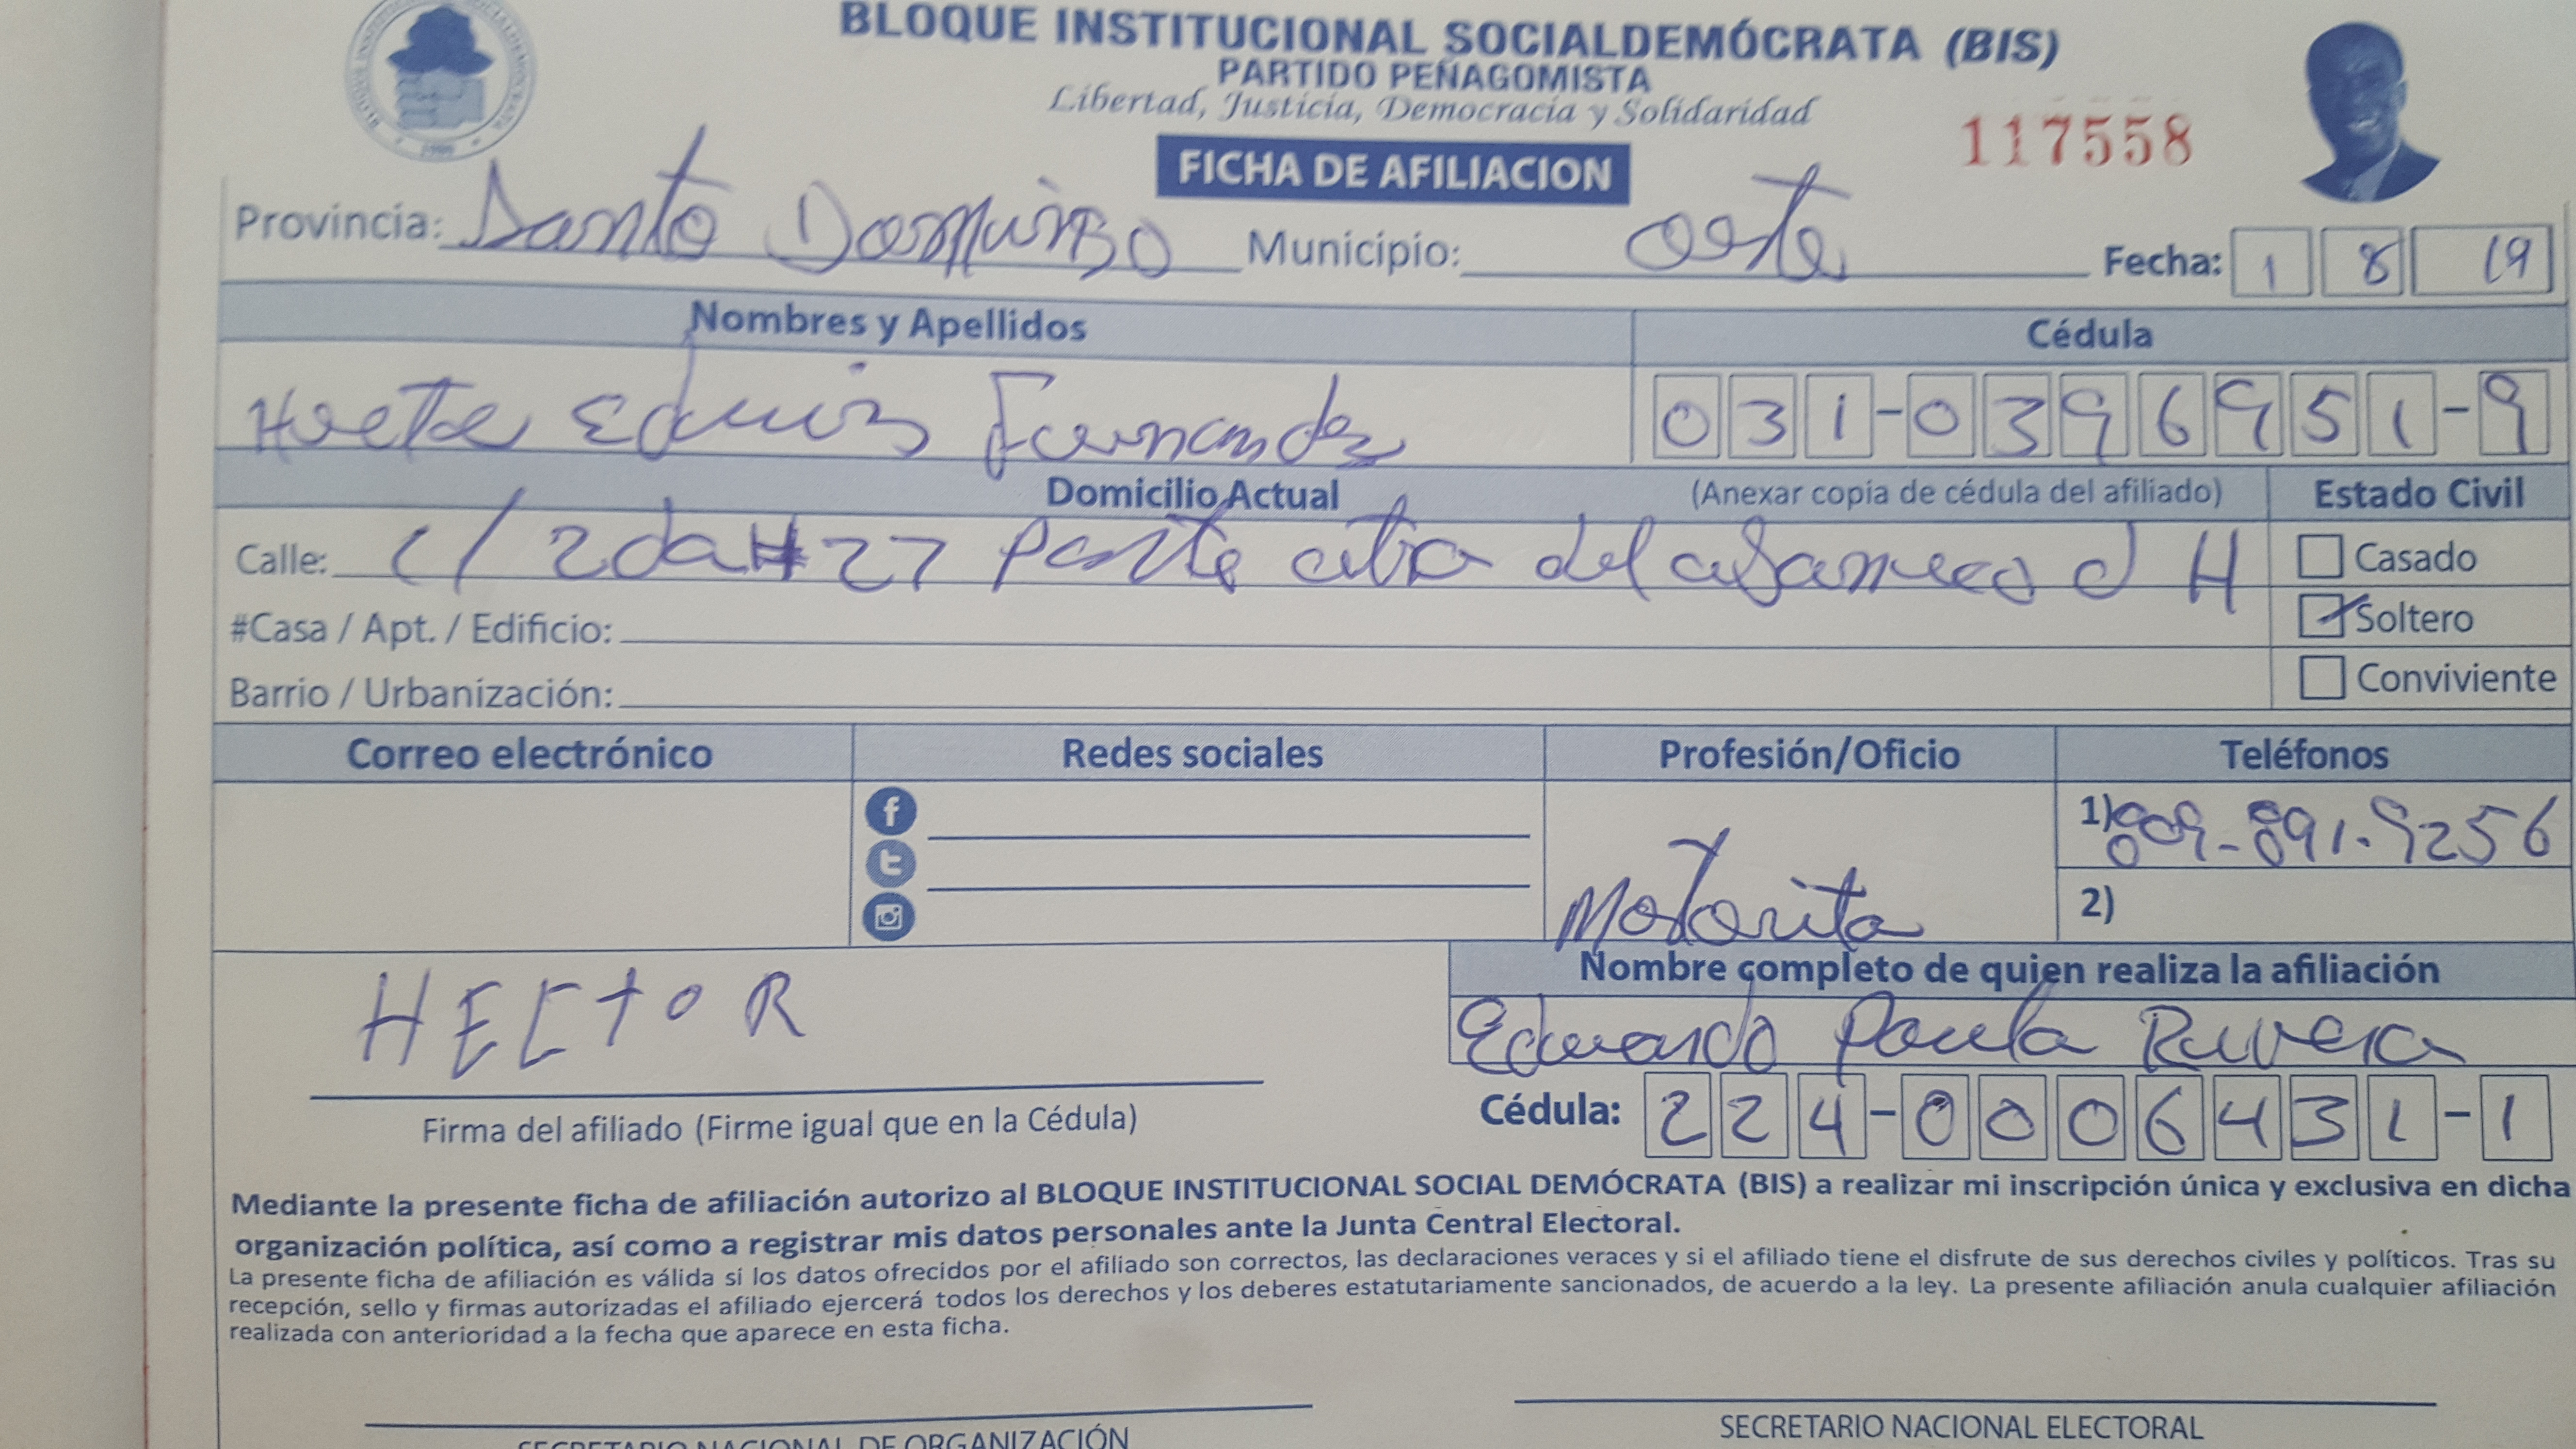 BLOQUE INSTITUCIONAL SOCIALDEMÓCRATA (BIS)
PARTIDO PEÑAGOMISTA
Libertad, Justicia, Democracia y Solidaridad
117558
FICHA DE AFILIACION
Provincia: Santo Domingo Municipio: oeste Fecha: 1 8 19
Nombres y Apellidos Cédula
Edwin Fernandez 031-0396951-9
Domicilio Actual (Anexar copia de cédula del afiliado) Estado Civil
Calle: c/ 2da #27 parte atra del H Casado
#Casa / Apt. / Edificio: Soltero
Barrio / Urbanización: Conviviente
Correo electrónico Redes sociales Profesión/Oficio Teléfonos
1) 809-891-9256
Motorita 2)
Nombre completo de quien realiza la afiliación
HECtoR Eduardo Paula Rivera
Cédula: 224-0006431-1
Firma del afiliado (Firme igual que en la Cédula)
Mediante la presente ficha de afiliación autorizo al BLOQUE INSTITUCIONAL SOCIAL DEMÓCRATA (BIS) a realizar mi inscripción única y exclusiva en dicha
organización política, así como a registrar mis datos personales ante la Junta Central Electoral.
La presente ficha de afiliación es válida si los datos ofrecidos por el afiliado son correctos, las declaraciones veraces y si el afiliado tiene el disfrute de sus derechos civiles y políticos. Tras su
recepción, sello y firmas autorizadas el afiliado ejercerá todos los derechos y los deberes estatutariamente sancionados, de acuerdo a la ley. La presente afiliación anula cualquier afiliación
realizada con anterioridad a la fecha que aparece en esta ficha.
SECRETARIO NACIONAL DE ORGANIZACIÓN SECRETARIO NACIONAL ELECTORAL